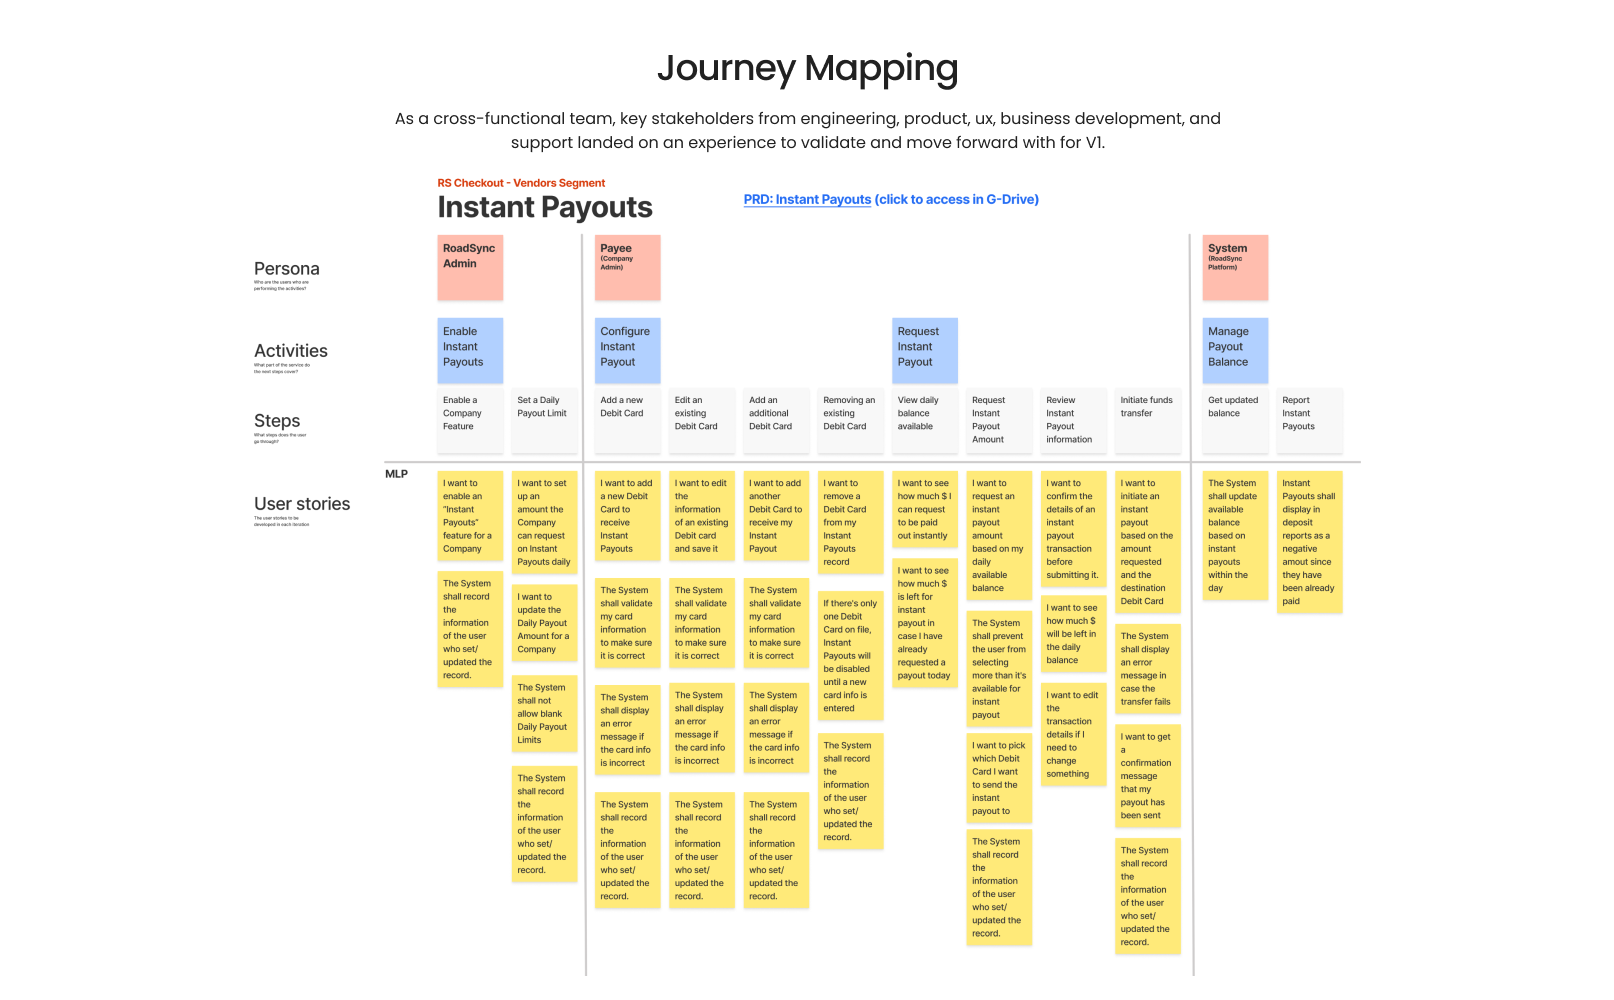 Journey Mapping
As a cross-functional team, key stakeholders from engineering, product, ux, business development, and
support landed on an experience to validate and move forward with for V1.
RS Checkout - Vendors Segment
Instant Payouts
PRD: Instant Payouts (click to access in G-Drive)
Persona
Who are the users who are
performing the activities?
RoadSync
Admin
Payee
(Company
Admin)
System
(RoadSync
Platform)
Activities
What part of the service do
the next steps cover?
Enable
Instant
Payouts
Configure
Instant
Payout
Request
Instant
Payout
Manage
Payout
Balance
Steps
What steps does the user
go through?
Enable a
Company
Feature
Set a Daily
Payout Limit
Add a new
Debit Card
Edit an
existing
Debit Card
Add an
additional
Debit Card
Removing an
existing
Debit Card
View daily
balance
available
Request
Instant
Payout
Amount
Review
Instant
Payout
information
Initiate funds
transfer
Get updated
balance
Report
Instant
Payouts
MLP
User stories
The user stories to be
developed in each iteration
I want to
enable an
"Instant
Payouts"
feature for a
Company
The System
shall record
the
information
of the user
who set/
updated the
record.
I want to set
up an
amount the
Company
can request
on Instant
Payouts daily
I want to
update the
Daily Payout
Amount for a
Company
The System
shall not
allow blank
Daily Payout
Limits
The System
shall record
the
information
of the user
who set/
updated the
record.
I want to add
a new Debit
Card to
receive
Instant
Payouts
The System
shall validate
my card
information
to make sure
it is correct
The System
shall display
an error
message if
the card info
is incorrect
The System
shall record
the
information
of the user
who set/
updated the
record.
I want to edit
the
information
of an existing
Debit card
and save it
The System
shall validate
my card
information
to make sure
it is correct
The System
shall display
an error
message if
the card info
is incorrect
The System
shall record
the
information
of the user
who set/
updated the
record.
I want to add
another
Debit Card to
receive my
Instant
Payout
The System
shall validate
my card
information
to make sure
it is correct
The System
shall display
an error
message if
the card info
is incorrect
The System
shall record
the
information
of the user
who set/
updated the
record.
I want to
remove a
Debit Card
from my
Instant
Payouts
record
If there's only
one Debit
Card on file,
Instant
Payouts will
be disabled
until a new
card info is
entered
The System
shall record
the
information
of the user
who set/
updated the
record.
I want to see
how much $ I
can request
to be paid
out instantly
I want to see
how much $
is left for
instant
payout in
case I have
already
requested a
payout today
I want to
request an
instant
payout
amount
based on my
daily
available
balance
The System
shall prevent
the user from
selecting
more than it's
available for
instant
payout
I want to pick
which Debit
Card I want
to send the
instant
payout to
The System
shall record
the
information
of the user
who set/
updated the
record.
I want to
confirm the
details of an
instant
payout
transaction
before
submitting it.
I want to see
how much $
will be left in
the daily
balance
I want to edit
the
transaction
details if I
need to
change
something
I want to
initiate an
instant
payout
based on the
amount
requested
and the
destination
Debit Card
The System
shall display
an error
message in
case the
transfer fails
I want to get
a
confirmation
message
that my
payout has
been sent
The System
shall record
the
information
of the user
who set/
updated the
record.
The System
shall update
available
balance
based on
instant
payouts
within the
day
Instant
Payouts shall
display in
deposit
reports as a
negative
amout since
they have
been already
paid